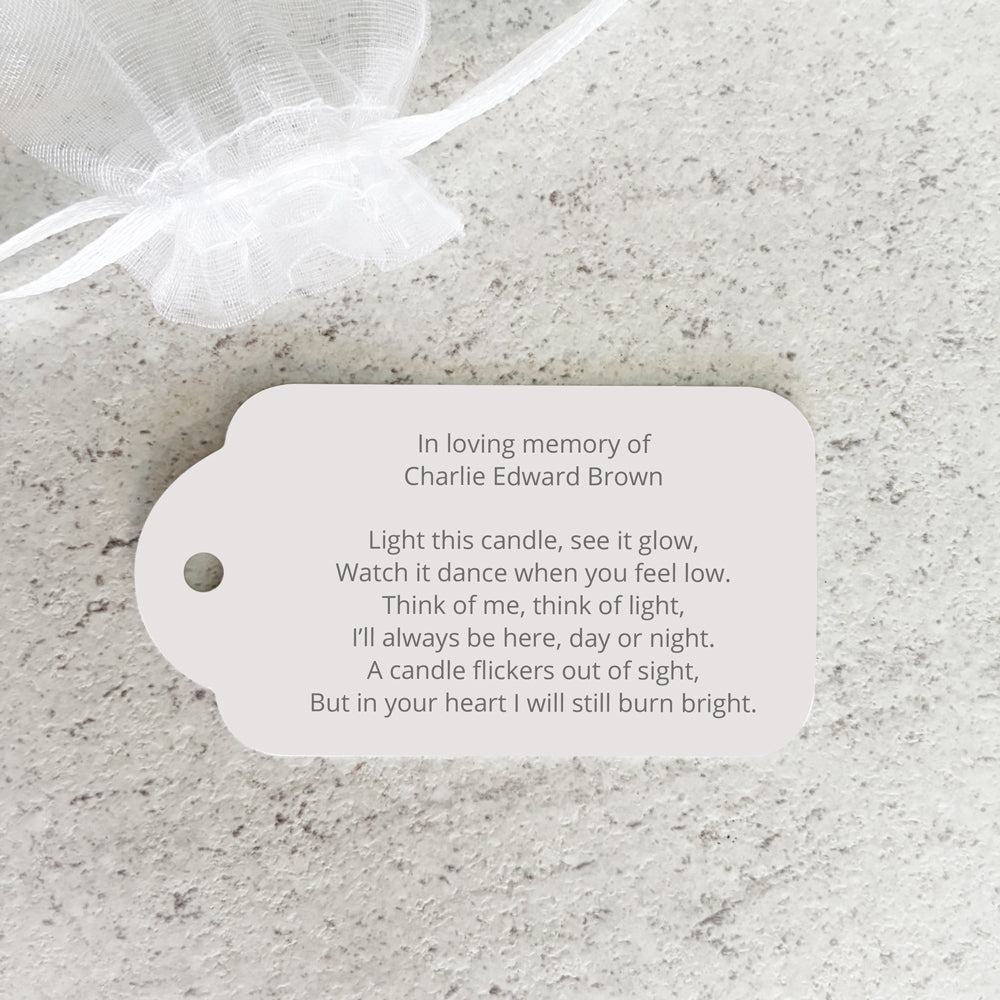 In loving memory of
Charlie Edward Brown
Light this candle, see it glow,
Watch it dance when you feel low.
Think of me, think of light,
I’ll always be here, day or night.
A candle flickers out of sight,
But in your heart I will still burn bright.